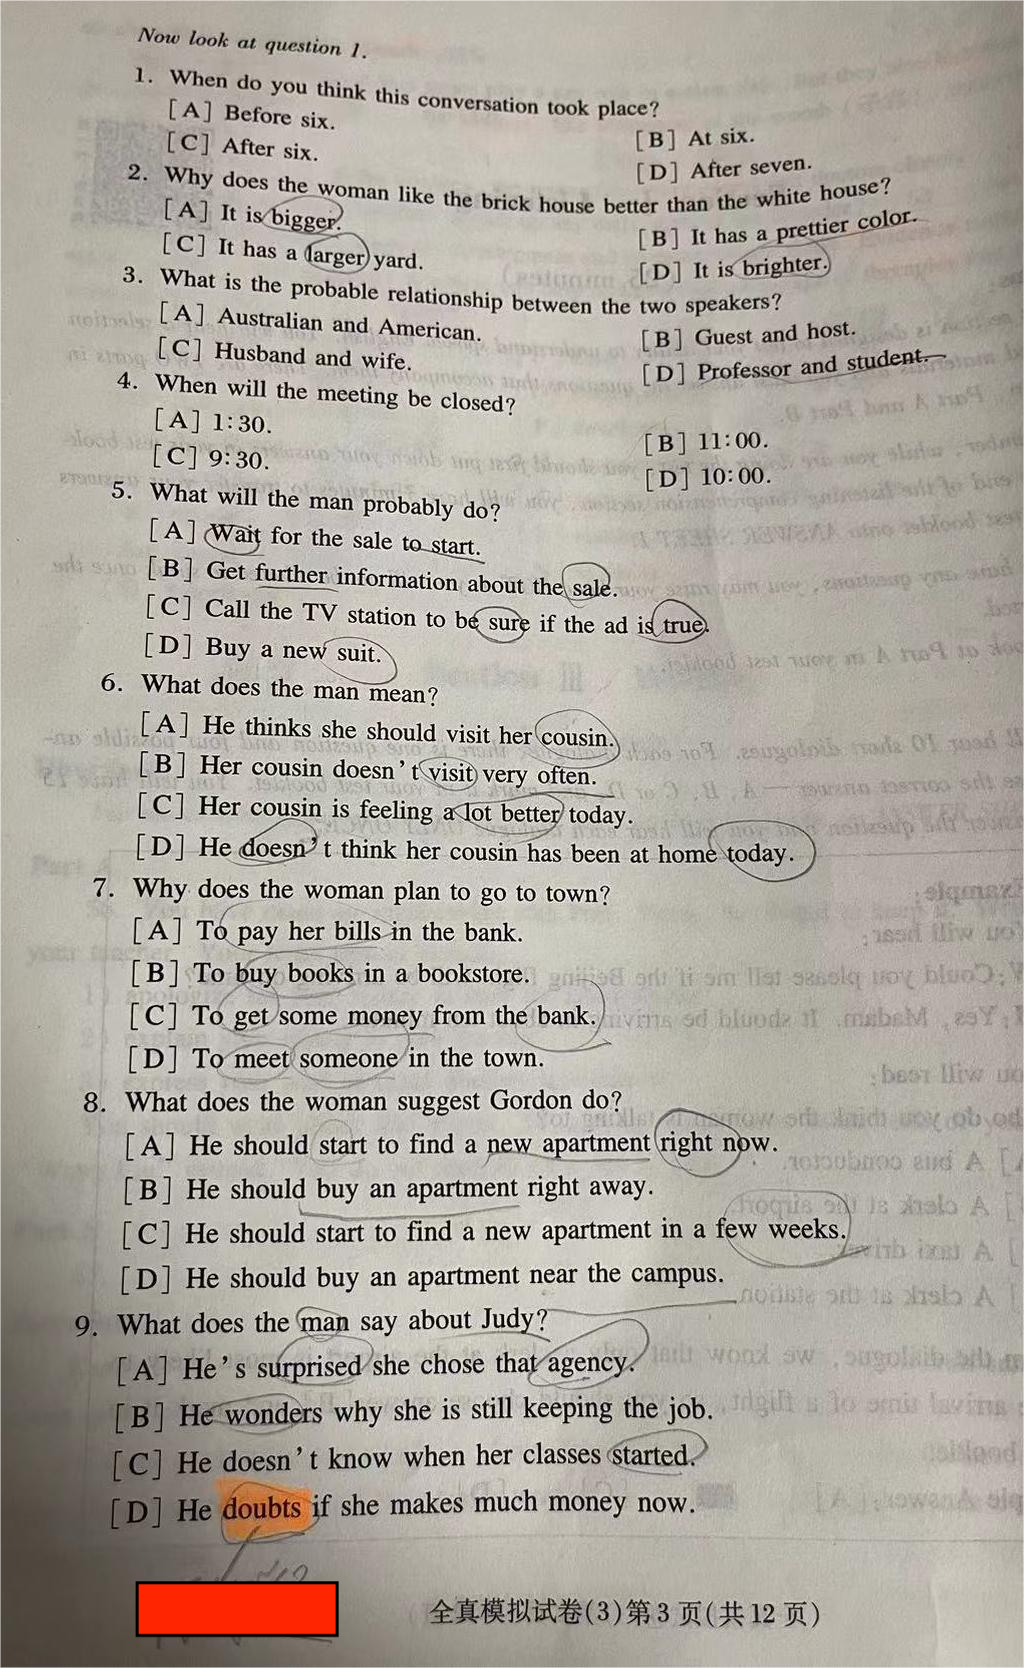 Now look at question 1.
1. When do you think this conversation took place?
[A] Before six.
[B] At six.
[C] After six.
[D] After seven.
2. Why does the woman like the brick house better than the white house?
[A] It is bigger.
[B] It has a prettier color.
[C] It has a larger yard.
[D] It is brighter.
3. What is the probable relationship between the two speakers?
[A] Australian and American.
[B] Guest and host.
[C] Husband and wife.
[D] Professor and student.
4. When will the meeting be closed?
[A] 1:30.
[B] 11:00.
[C] 9:30.
[D] 10:00.
5. What will the man probably do?
[A] Wait for the sale to start.
[B] Get further information about the sale.
[C] Call the TV station to be sure if the ad is true.
[D] Buy a new suit.
6. What does the man mean?
[A] He thinks she should visit her cousin.
[B] Her cousin doesn't visit very often.
[C] Her cousin is feeling a lot better today.
[D] He doesn't think her cousin has been at home today.
7. Why does the woman plan to go to town?
[A] To pay her bills in the bank.
[B] To buy books in a bookstore.
[C] To get some money from the bank.
[D] To meet someone in the town.
8. What does the woman suggest Gordon do?
[A] He should start to find a new apartment right now.
[B] He should buy an apartment right away.
[C] He should start to find a new apartment in a few weeks.
[D] He should buy an apartment near the campus.
9. What does the man say about Judy?
[A] He's surprised she chose that agency.
[B] He wonders why she is still keeping the job.
[C] He doesn't know when her classes started.
[D] He doubts if she makes much money now.
全真模拟试卷(3)第3页(共12页)